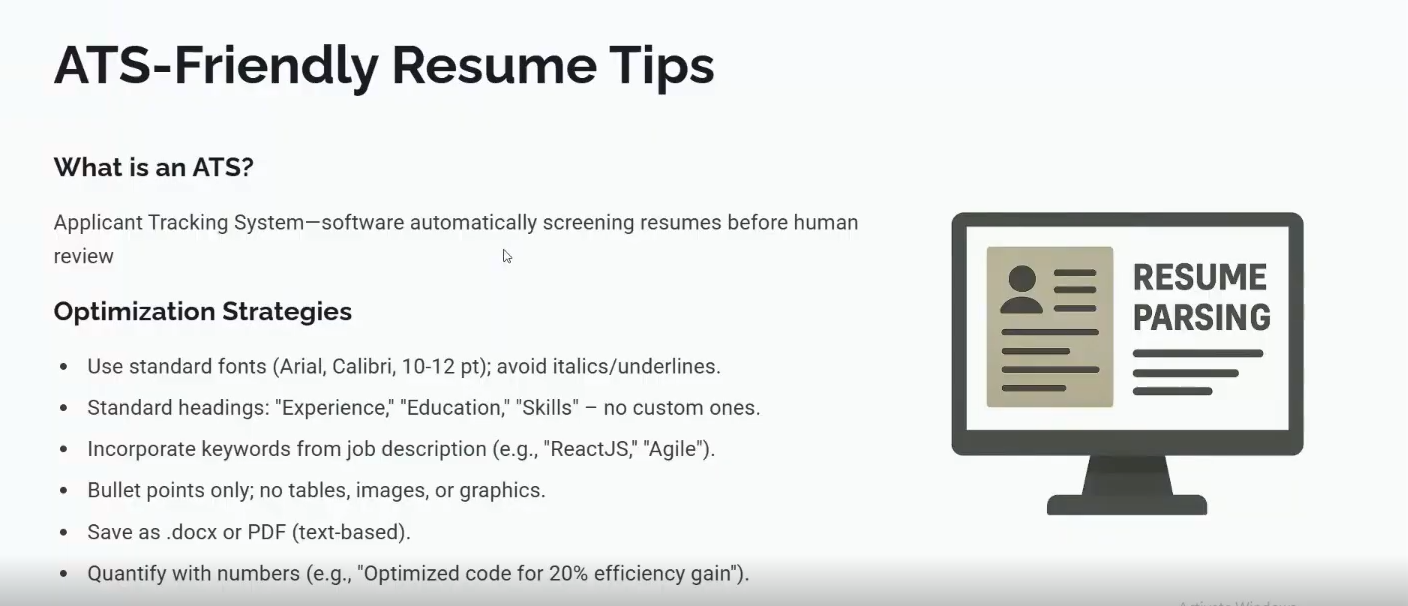 ATS-Friendly Resume Tips
What is an ATS?
Applicant Tracking System—software automatically screening resumes before human
review
Optimization Strategies
• Use standard fonts (Arial, Calibri, 10-12 pt); avoid italics/underlines.
• Standard headings: "Experience," "Education," "Skills" – no custom ones.
• Incorporate keywords from job description (e.g., "ReactJS," "Agile").
• Bullet points only; no tables, images, or graphics.
• Save as .docx or PDF (text-based).
• Quantify with numbers (e.g., "Optimized code for 20% efficiency gain").
RESUME
PARSING